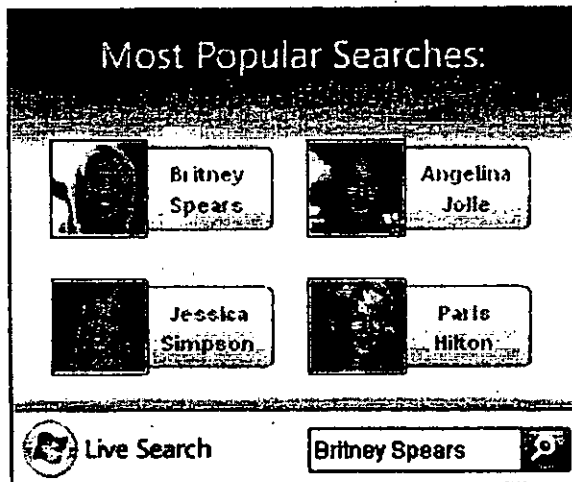 Most Popular Searches:
Britney
Spears
Angelina
Jolie
Jessica
Simpson
Paris
Hilton
Live Search
Britney Spears